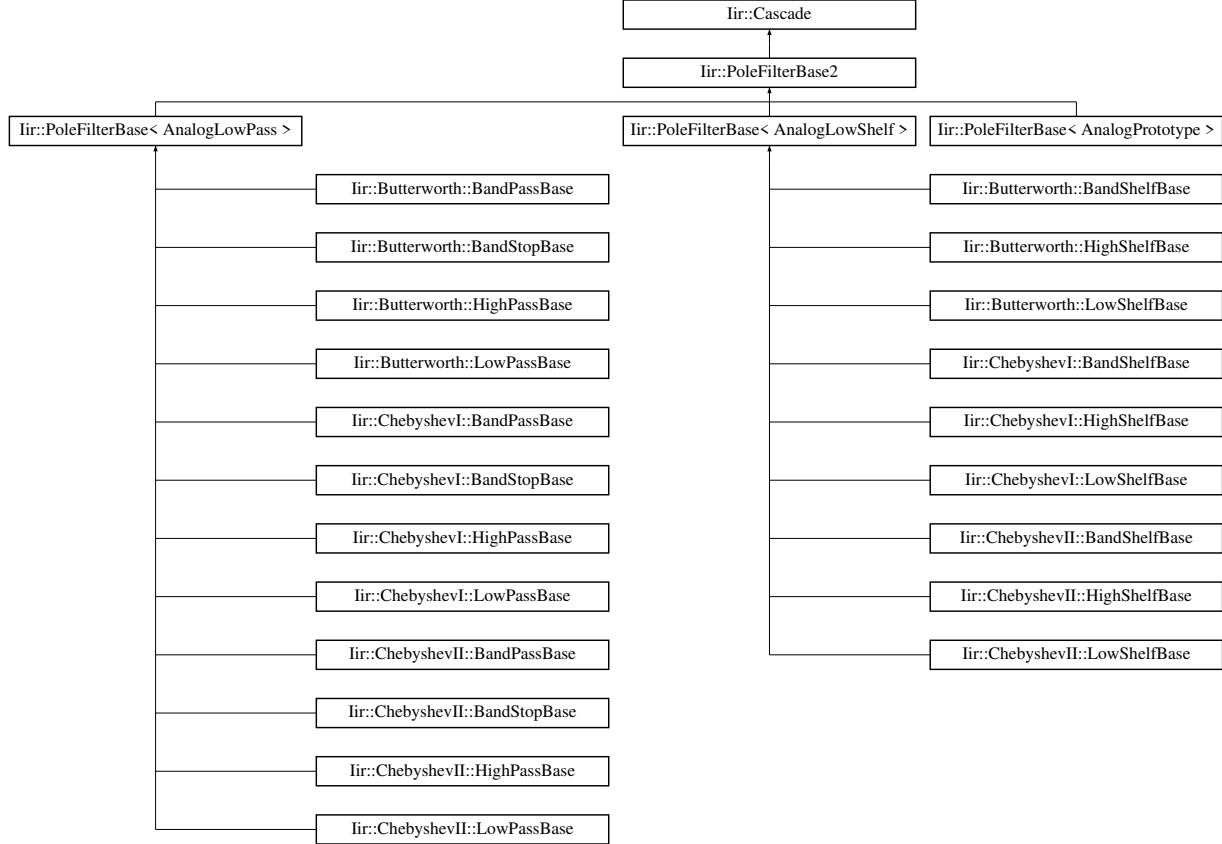 Iir::Cascade
Iir::PoleFilterBase2
Iir::PoleFilterBase< AnalogLowPass >
Iir::PoleFilterBase< AnalogLowShelf >
Iir::PoleFilterBase< AnalogPrototype >
Iir::Butterworth::BandPassBase
Iir::Butterworth::BandShelfBase
Iir::Butterworth::BandStopBase
Iir::Butterworth::HighShelfBase
Iir::Butterworth::HighPassBase
Iir::Butterworth::LowShelfBase
Iir::Butterworth::LowPassBase
Iir::ChebyshevI::BandShelfBase
Iir::ChebyshevI::BandPassBase
Iir::ChebyshevI::HighShelfBase
Iir::ChebyshevI::BandStopBase
Iir::ChebyshevI::LowShelfBase
Iir::ChebyshevI::HighPassBase
Iir::ChebyshevII::BandShelfBase
Iir::ChebyshevI::LowPassBase
Iir::ChebyshevII::HighShelfBase
Iir::ChebyshevII::BandPassBase
Iir::ChebyshevII::LowShelfBase
Iir::ChebyshevII::BandStopBase
Iir::ChebyshevII::HighPassBase
Iir::ChebyshevII::LowPassBase